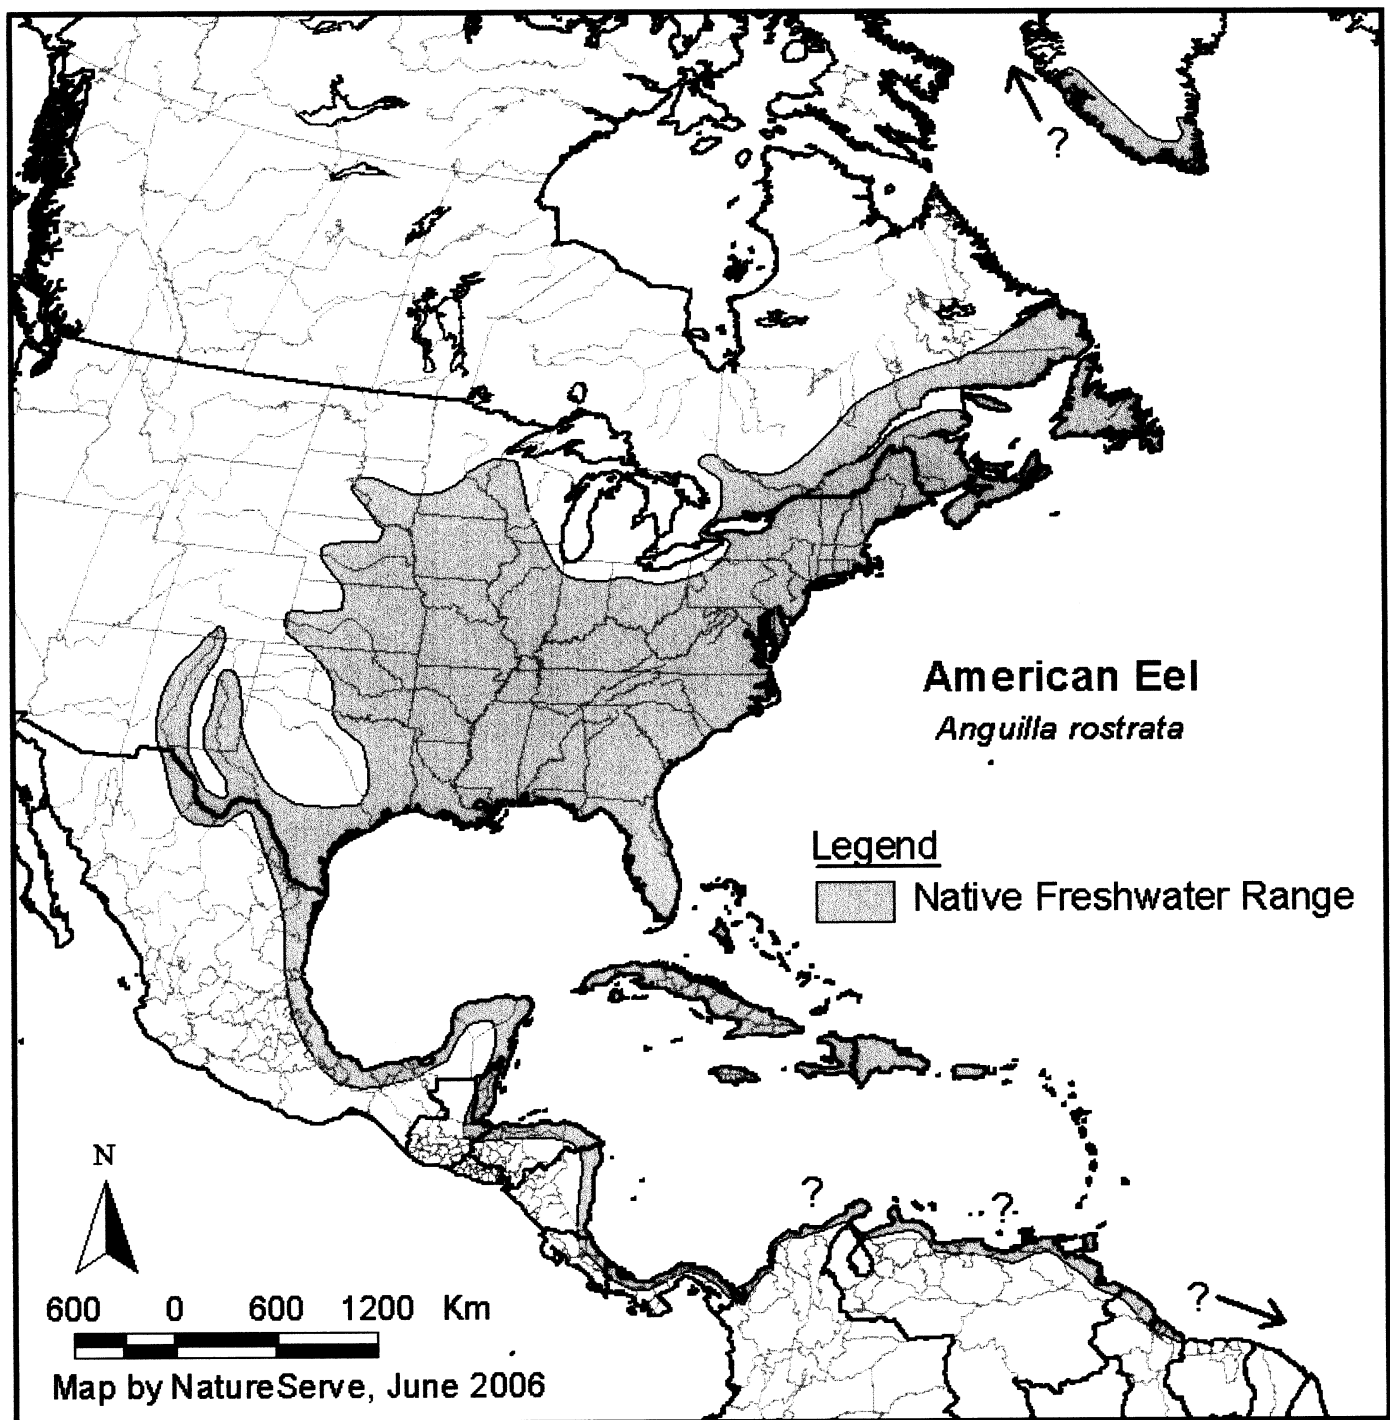 ?
American Eel
Anguilla rostrata
Legend
Native Freshwater Range
N
?
?
?
600 0 600 1200 Km
Map by NatureServe, June 2006